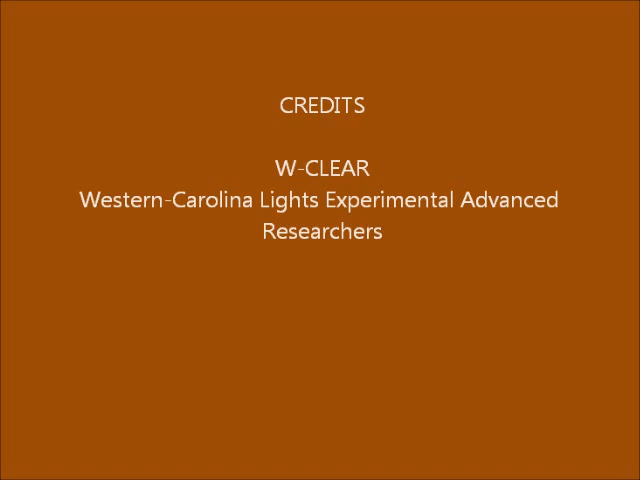 CREDITS
W-CLEAR
Western-Carolina Lights Experimental Advanced
Researchers